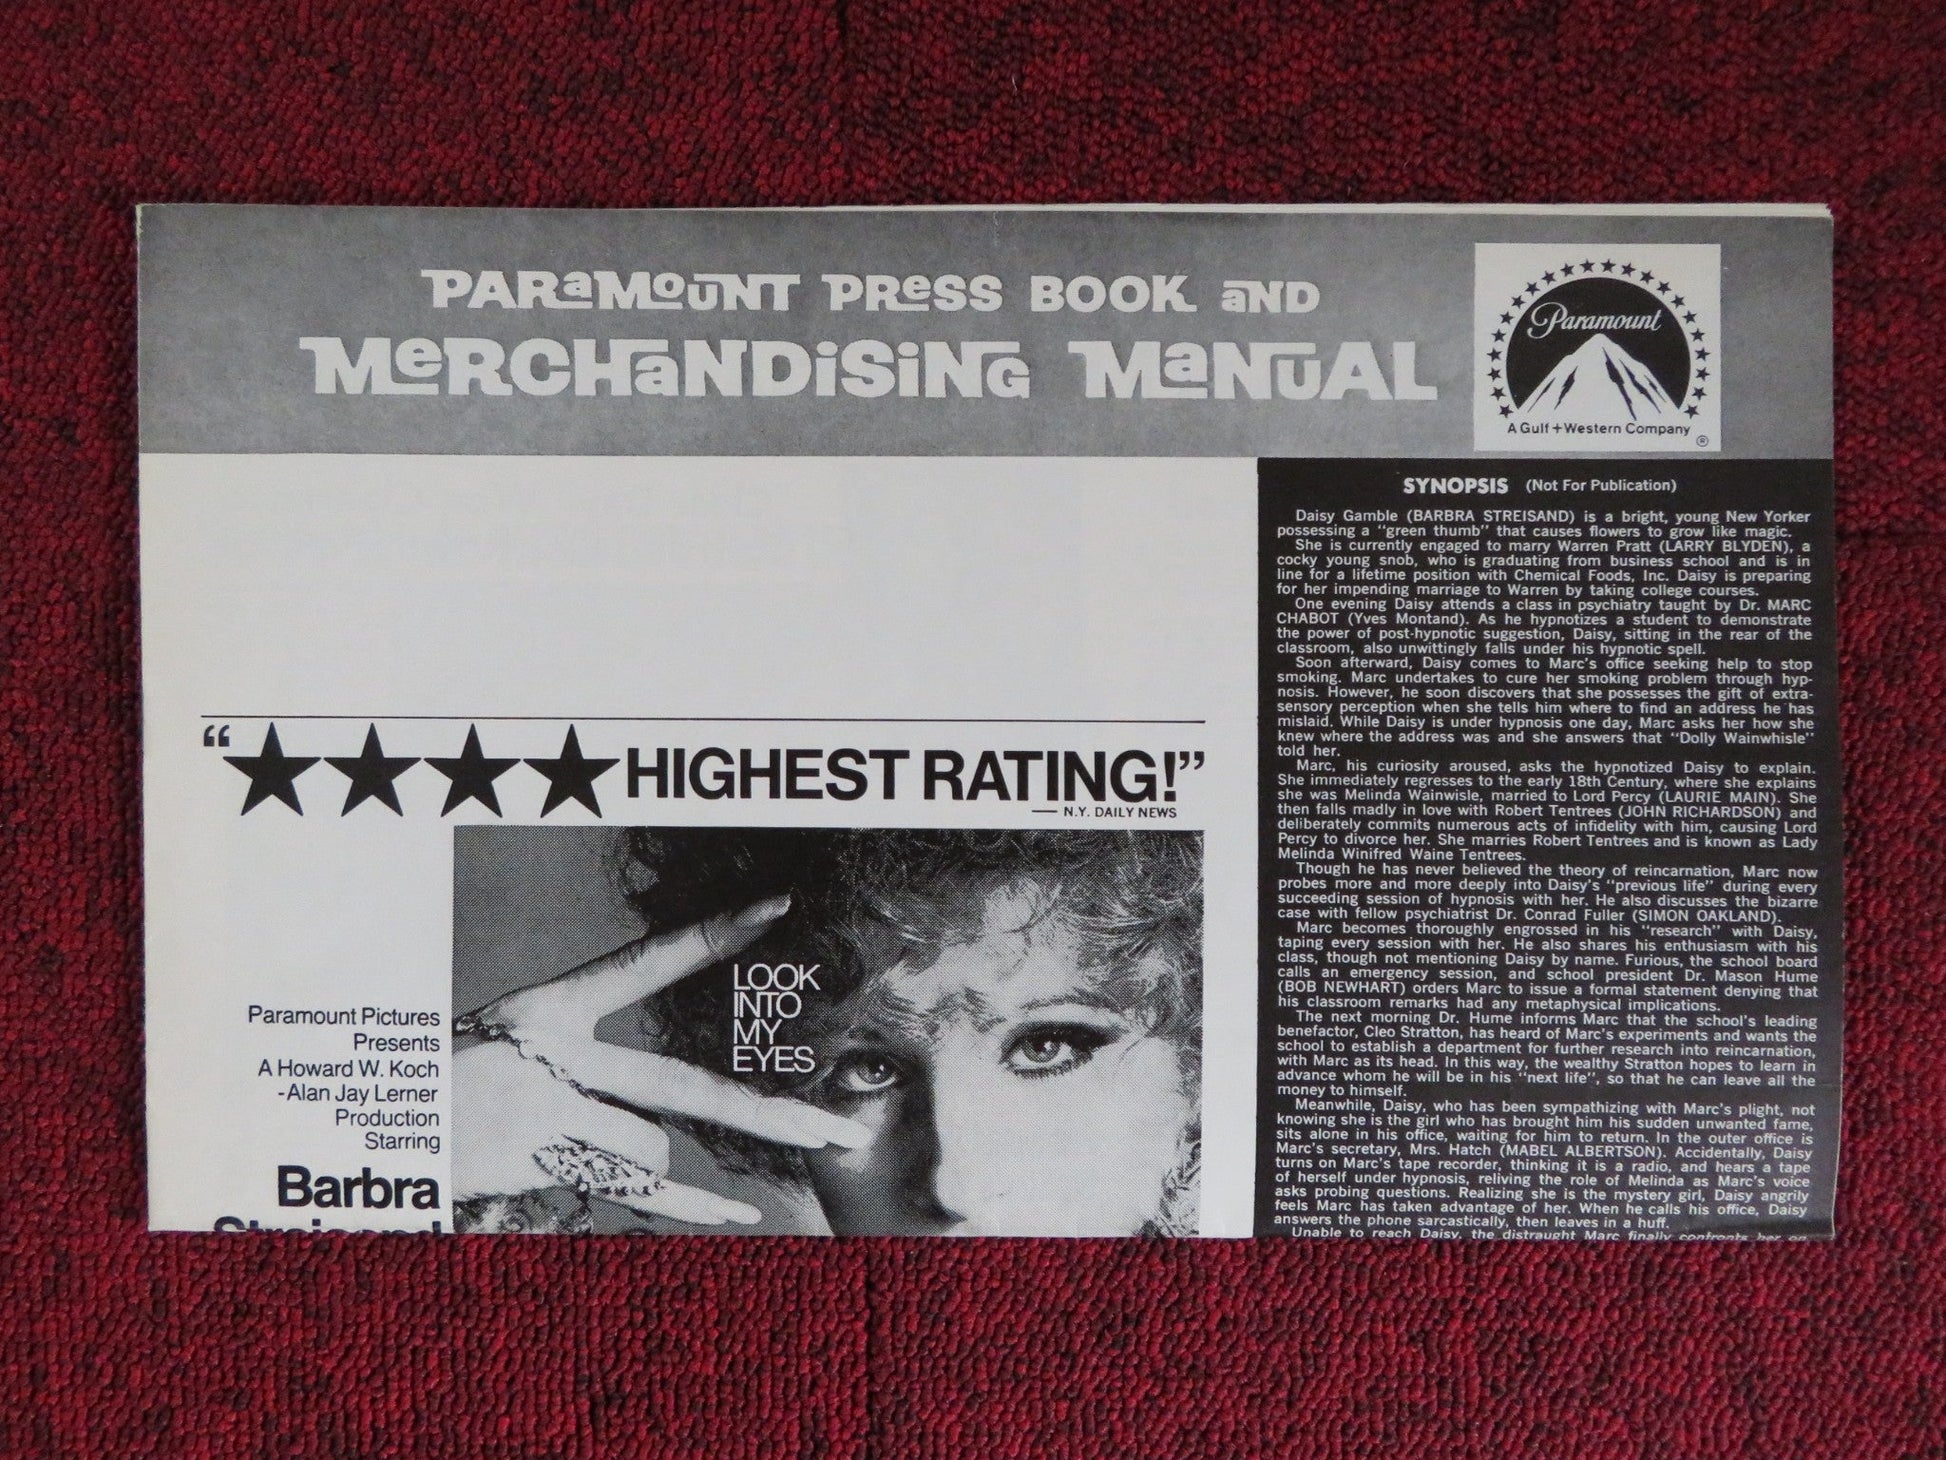 PARAMOUNT PRESS BOOK AND
MERCHANDISING MANUAL
Paramount
A Gulf+Western Company
®
SYNOPSIS (Not For Publication)
Daisy Gamble (BARBRA STREISAND) is a bright, young New Yorker
possessing a "green thumb" that causes flowers to grow like magic.
She is currently engaged to marry Warren Pratt (LARRY BLYDEN), a
cocky young snob, who is graduating from business school and is in
line for a lifetime position with Chemical Foods, Inc. Daisy is preparing
for her impending marriage to Warren by taking college courses.
One evening Daisy attends a class in psychiatry taught by Dr. MARC
CHABOT (Yves Montand). As he hypnotizes a student to demonstrate
the power of post-hypnotic suggestion, Daisy, sitting in the rear of the
classroom, also unwittingly falls under his hypnotic spell.
Soon afterward, Daisy comes to Marc's office seeking help to stop
smoking. Marc undertakes to cure her smoking problem through hyp-
nosis. However, he soon discovers that she possesses the gift of extra-
sensory perception when she tells him where to find an address he has
mislaid. While Daisy is under hypnosis one day, Marc asks her how she
knew where the address was and she answers that "Dolly Wainwhisle"
told her.
Marc, his curiosity aroused, asks the hypnotized Daisy to explain.
She immediately regresses to the early 18th Century, where she explains
she was Melinda Wainwisle, married to Lord Percy (LAURIE MAIN). She
then falls madly in love with Robert Tentrees (JOHN RICHARDSON) and
deliberately commits numerous acts of infidelity with him, causing Lord
Percy to divorce her. She marries Robert Tentrees and is known as Lady
Melinda Winifred Waine Tentrees.
Though he has never believed the theory of reincarnation, Marc now
probes more and more deeply into Daisy's "previous life" during every
succeeding session of hypnosis with her. He also discusses the bizarre
case with fellow psychiatrist Dr. Conrad Fuller (SIMON OAKLAND).
Marc becomes thoroughly engrossed in his "research" with Daisy,
taping every session with her. He also shares his enthusiasm with his
class, though not mentioning Daisy by name. Furious, the school board
calls an emergency session, and school president Dr. Mason Hume
(BOB NEWHART) orders Marc to issue a formal statement denying that
his classroom remarks had any metaphysical implications.
The next morning Dr. Hume informs Marc that the school's leading
benefactor, Cleo Stratton, has heard of Marc's experiments and wants the
school to establish a department for further research into reincarnation,
with Marc as its head. In this way, the wealthy Stratton hopes to learn in
advance whom he will be in his "next life", so that he can leave all the
money to himself.
Meanwhile, Daisy, who has been sympathizing with Marc's plight, not
knowing she is the girl who has brought him his sudden unwanted fame,
sits alone in his office, waiting for him to return. In the outer office is
Marc's secretary, Mrs. Hatch (MABEL ALBERTSON). Accidentally, Daisy
turns on Marc's tape recorder, thinking it is a radio, and hears a tape
of herself under hypnosis, reliving the role of Melinda as Marc's voice
asks probing questions. Realizing she is the mystery girl, Daisy angrily
feels Marc has taken advantage of her. When he calls his office, Daisy
answers the phone sarcastically, then leaves in a huff.
Unable to reach Daisy, the distraught Marc finally confronts her on
"★★★★ HIGHEST RATING!"
— N.Y. DAILY NEWS
LOOK
INTO
MY
EYES
Paramount Pictures
Presents
A Howard W. Koch
-Alan Jay Lerner
Production
Starring
Barbra
Streisand